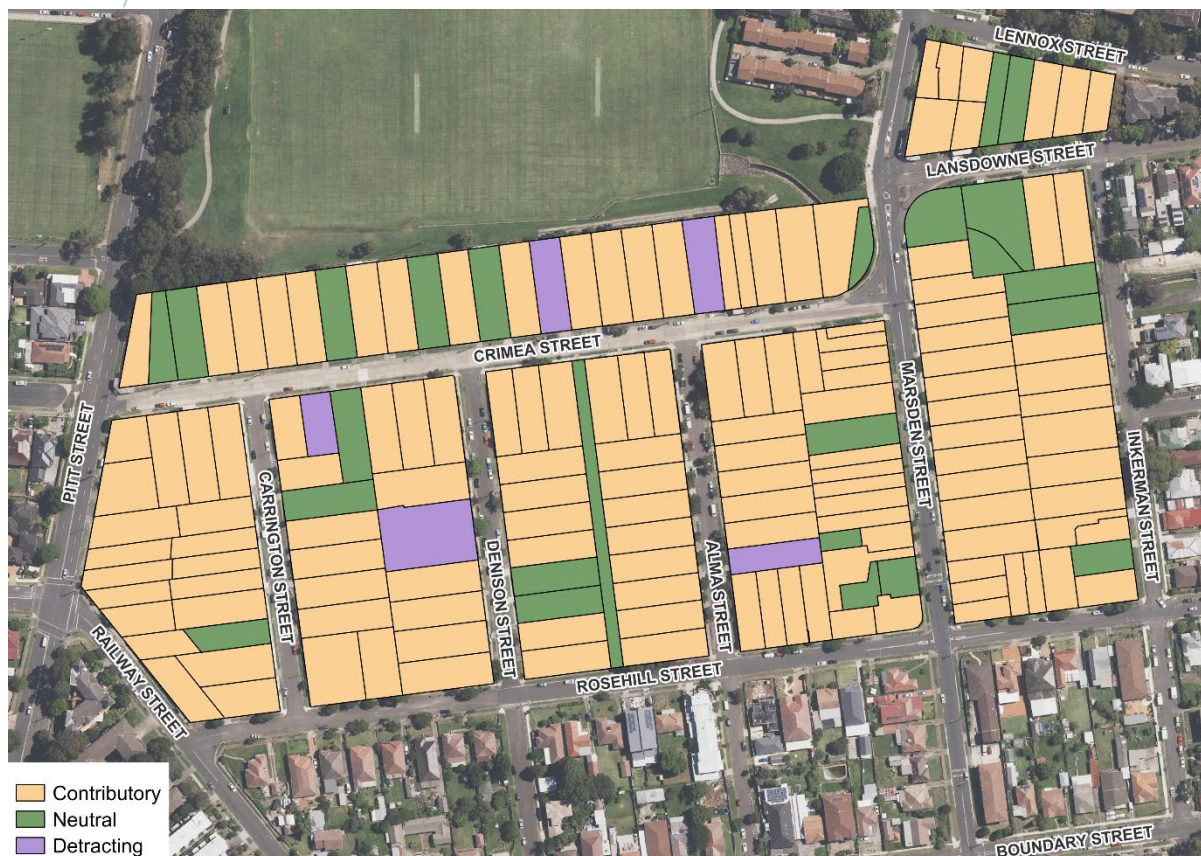 LENNOX STREET
LANSDOWNE STREET
CRIMEA STREET
PITT STREET
CARRINGTON STREET
DENISON STREET
ALMA STREET
MARSDEN STREET
INKERMAN STREET
RAILWAY STREET
ROSEHILL STREET
BOUNDARY STREET
Contributory
Neutral
Detracting